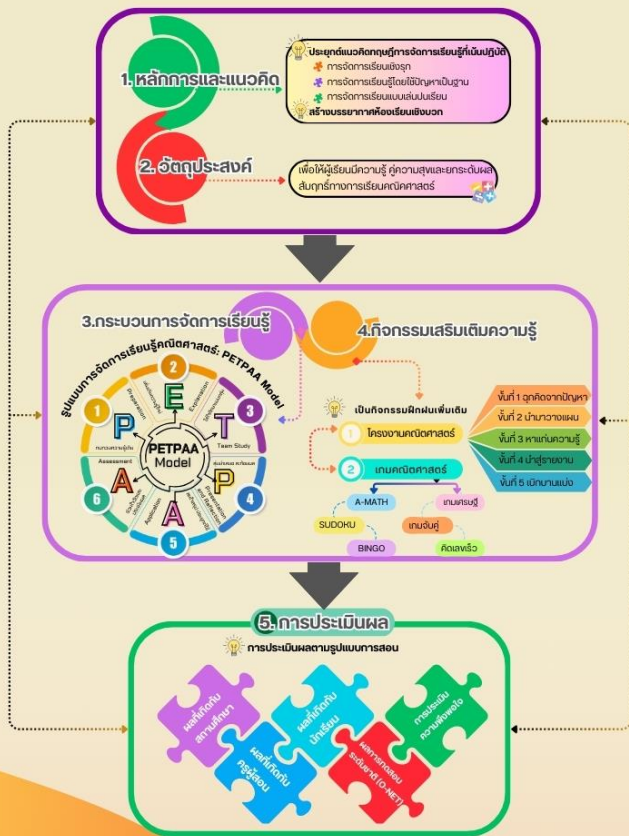 1. หลักการและแนวคิด
ประยุกต์แนวคิดทฤษฎีการจัดการเรียนรู้ที่เน้นปฏิบัติ
การจัดการเรียนเชิงรุก
การจัดการเรียนรู้โดยใช้ปัญหาเป็นฐาน
การจัดการเรียนแบบเล่นปนเรียน
สร้างบรรยากาศห้องเรียนเชิงบวก
2. วัตถุประสงค์
เพื่อให้ผู้เรียนมีความรู้ คู่ความสุขและยกระดับผล
สัมฤทธิ์ทางการเรียนคณิตศาสตร์
3.กระบวนการจัดการเรียนรู้
รูปแบบการจัดการเรียนรู้คณิตศาสตร์: PETPAA Model
1
P
Preparation
ทบทวนความรู้เดิม
2
E
Explanation
3
T
Team Study
4
P
Presentation
and Reflection
5
A
Application
6
A
Assessment
PETPAA
Model
4.กิจกรรมเสริมเติมความรู้
เป็นกิจกรรมฝึกฝนเพิ่มเติม
1 โครงงานคณิตศาสตร์
ขั้นที่ 1 ฉุกคิดจากปัญหา
ขั้นที่ 2 นำมาวางแผน
ขั้นที่ 3 หาแก่นความรู้
ขั้นที่ 4 นำสู่รายงาน
ขั้นที่ 5 เบิกบานแบ่ง
2 เกมคณิตศาสตร์
A-MATH
เกมเศรษฐี
SUDOKU
เกมจับคู่
BINGO
คิดเลขเร็ว
5. การประเมินผล
การประเมินผลตามรูปแบบการสอน
ผลที่เกิดกับ
สถานศึกษา
ผลที่เกิดกับ
ครูผู้สอน
ผลที่เกิดกับ
นักเรียน
ผลการทดสอบ
ระดับชาติ (O-NET)
การประเมิน
ความพึงพอใจ